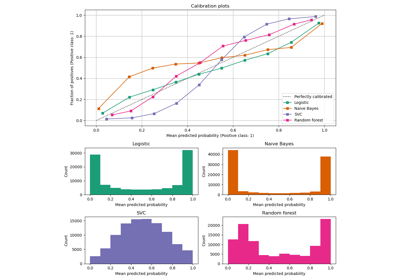 Calibration plots
Fraction of positives (Positive class: 1)
1.0
0.8
0.6
0.4
0.2
0.0
0.0 0.2 0.4 0.6 0.8 1.0
Mean predicted probability (Positive class: 1)
Perfectly calibrated
Logistic
Naive Bayes
SVC
Random forest
Logistic
Count
30000
20000
10000
0
0.0 0.2 0.4 0.6 0.8 1.0
Mean predicted probability
Naive Bayes
Count
40000
30000
20000
10000
0
0.0 0.2 0.4 0.6 0.8 1.0
Mean predicted probability
SVC
Count
15000
10000
5000
0
0.0 0.2 0.4 0.6 0.8 1.0
Mean predicted probability
Random forest
Count
20000
15000
10000
5000
0
0.0 0.2 0.4 0.6 0.8 1.0
Mean predicted probability